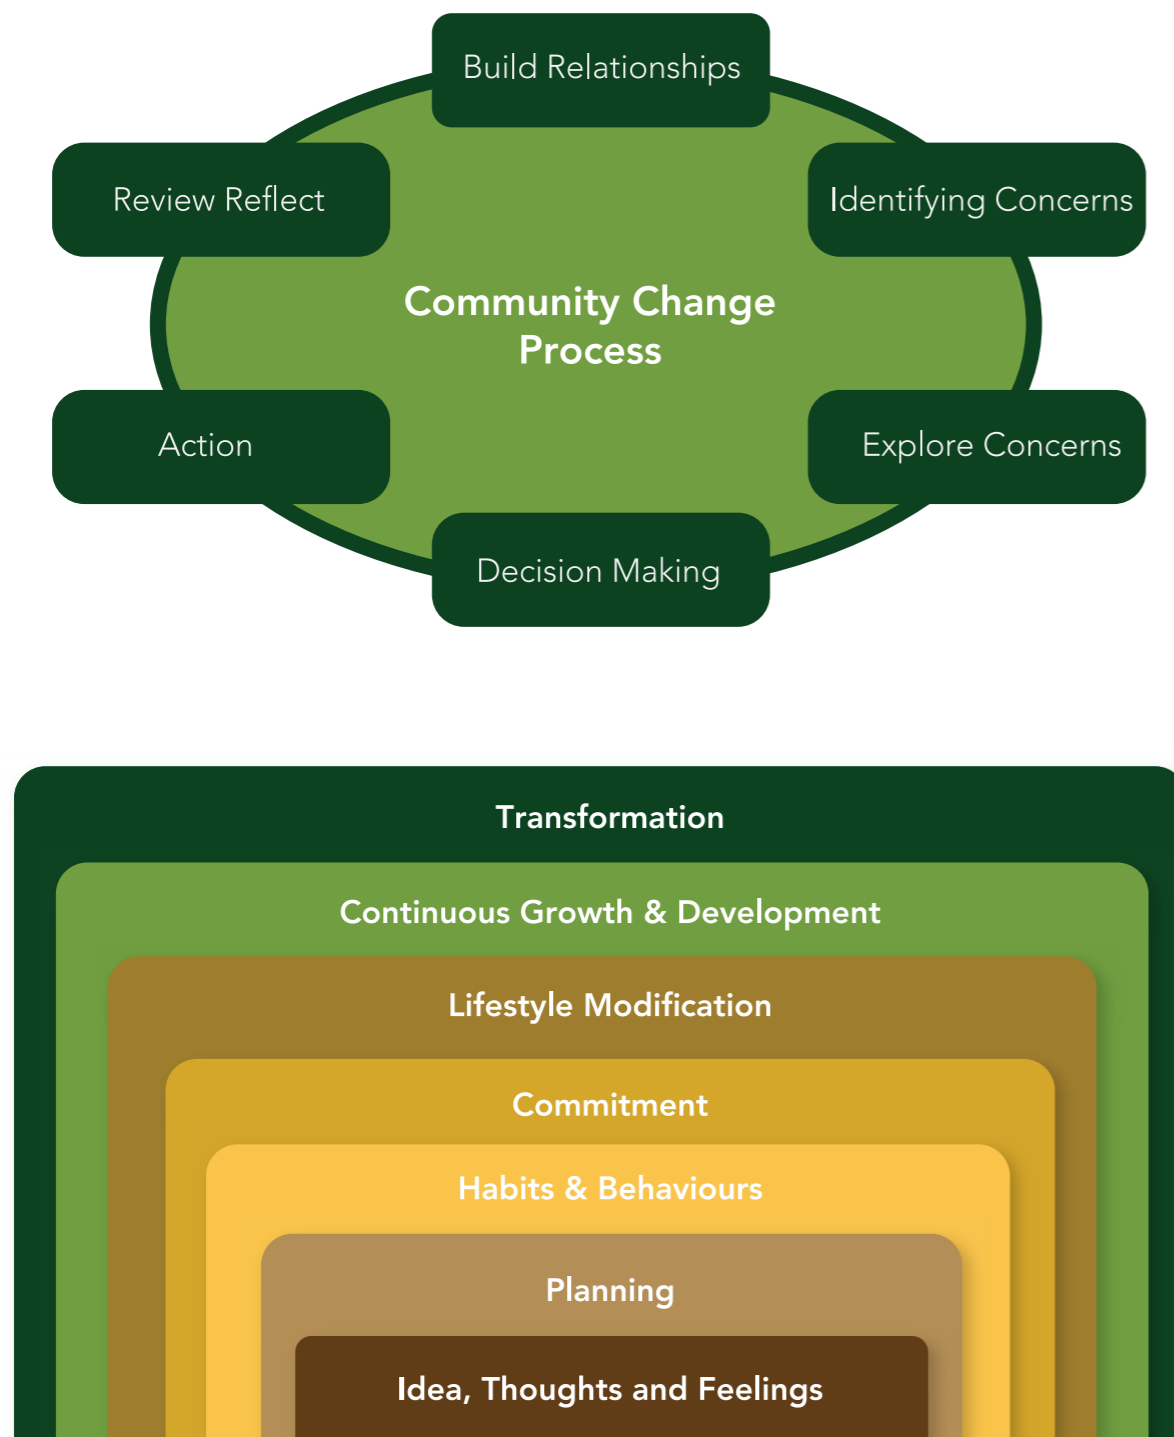 Build Relationships
Review Reflect
Identifying Concerns
Community Change
Process
Action
Explore Concerns
Decision Making
Transformation
Continuous Growth & Development
Lifestyle Modification
Commitment
Habits & Behaviours
Planning
Idea, Thoughts and Feelings